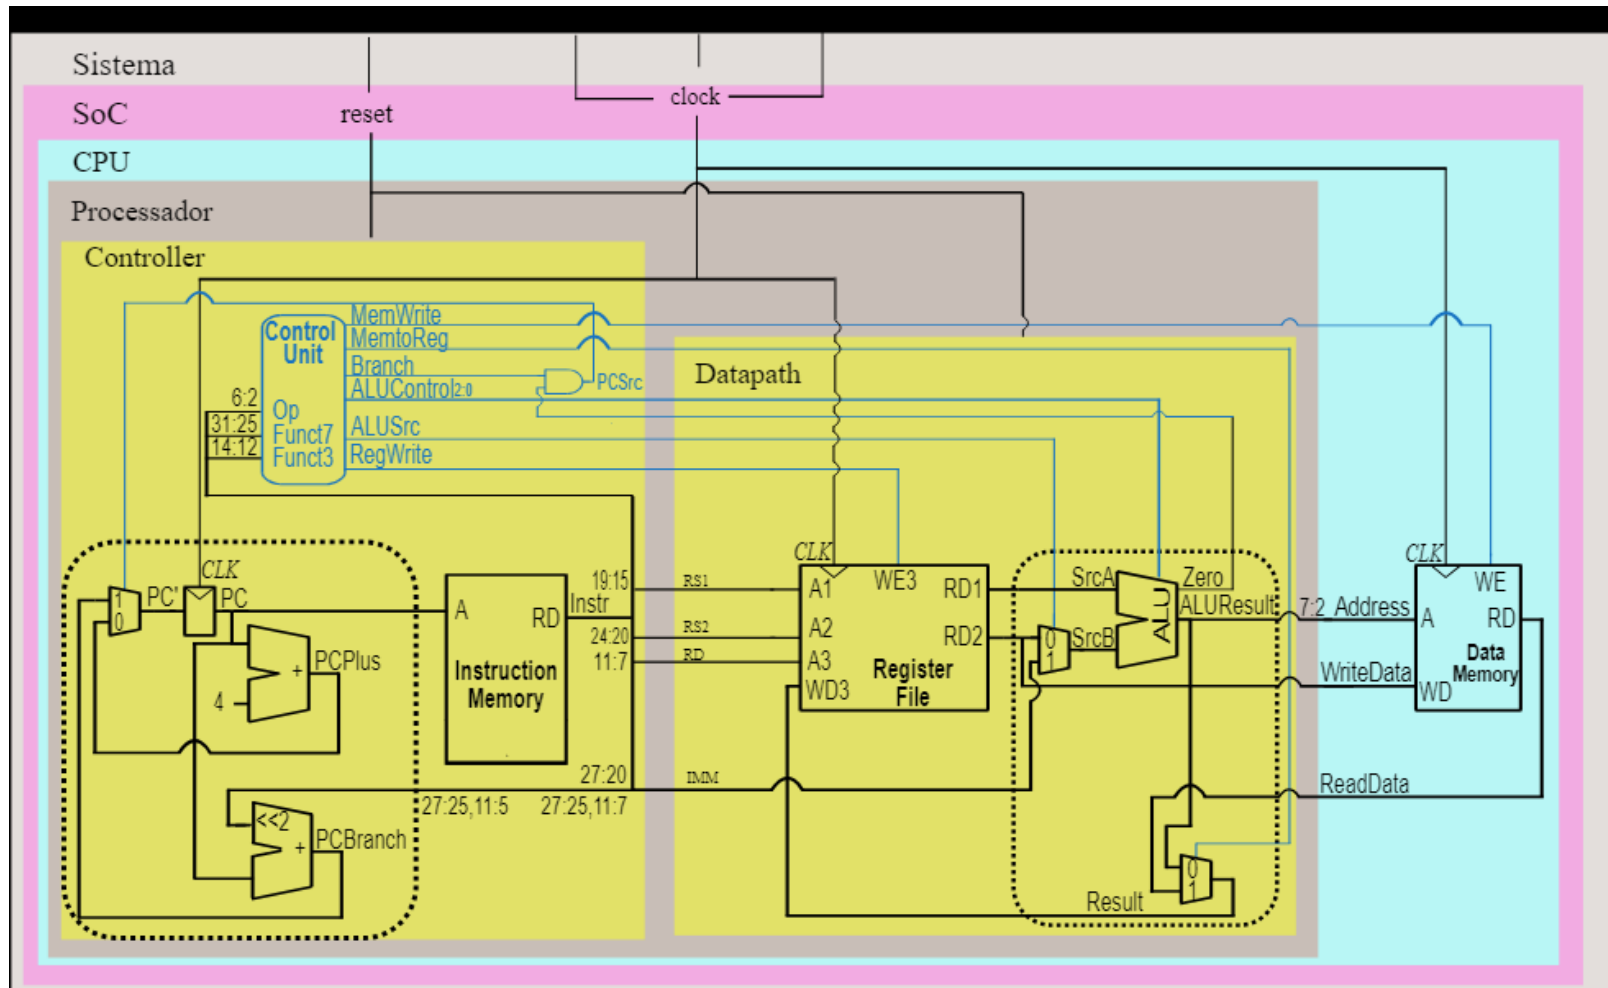 Sistema
SoC
reset
clock
CPU
Processador
Controller
Control
Unit
MemWrite
MemtoReg
Branch
ALUControl2:0
PCSrc
ALUSrc
RegWrite
6:2
31:25
14:12
Op
Funct7
Funct3
Datapath
CLK
PC'
PC
1
0
PCPlus
+
4
<<2
+
PCBranch
A
RD
Instr
Instruction
Memory
19:15
24:20
11:7
27:20
27:25,11:5
27:25,11:7
RS1
RS2
RD
IMM
CLK
A1
A2
A3
WD3
WE3
RD1
RD2
Register
File
SrcA
SrcB
0
1
ALU
Zero
ALUResult
0
1
Result
7:2
Address
WriteData
ReadData
CLK
WE
A
RD
WD
Data
Memory